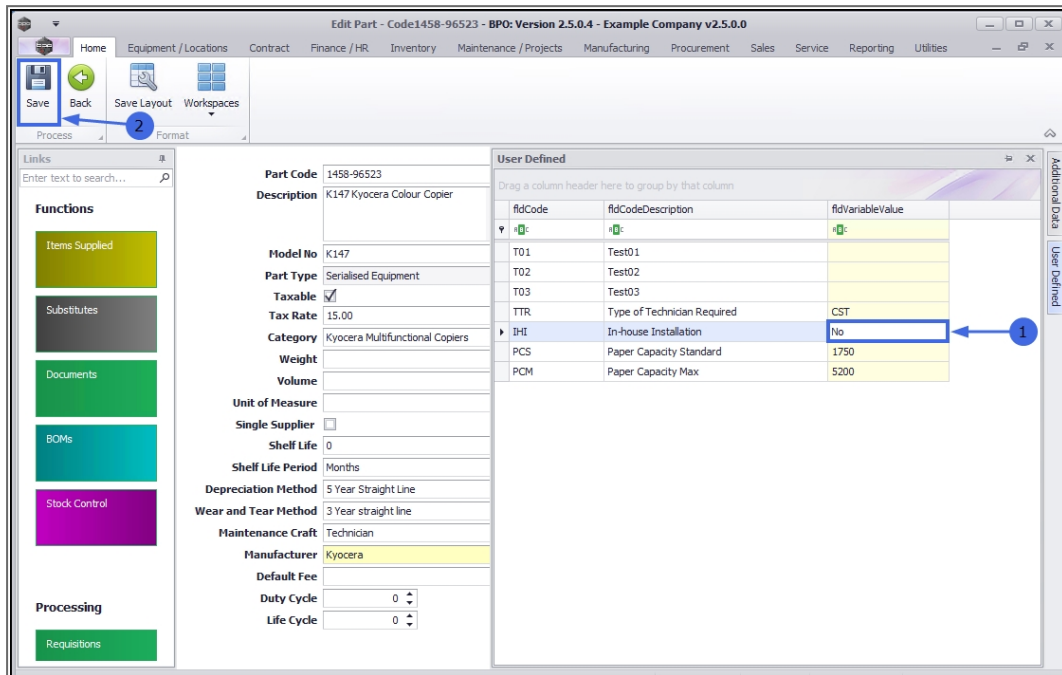 Edit Part - Code1458-96523 - BPO: Version 2.5.0.4 - Example Company v2.5.0.0
Home Equipment / Locations Contract Finance / HR Inventory Maintenance / Projects Manufacturing Procurement Sales Service Reporting Utilities
Save Back Save Layout Workspaces
2
Process Format
Links
Enter text to search...
Functions
Items Supplied
Substitutes
Documents
BOMs
Stock Control
Processing
Requisitions
Part Code 1458-96523
Description K147 Kyocera Colour Copier
Model No K147
Part Type Serialised Equipment
Taxable
Tax Rate 15.00
Category Kyocera Multifunctional Copiers
Weight
Volume
Unit of Measure
Single Supplier
Shelf Life 0
Shelf Life Period Months
Depreciation Method 5 Year Straight Line
Wear and Tear Method 3 Year straight line
Maintenance Craft Technician
Manufacturer Kyocera
Default Fee
Duty Cycle 0
Life Cycle 0
User Defined
Drag a column header here to group by that column
fldCode fldCodeDescription fldVariableValue
ABC ABC ABC
T01 Test01
T02 Test02
T03 Test03
TTR Type of Technician Required CST
IHI In-house Installation No
1
PCS Paper Capacity Standard 1750
PCM Paper Capacity Max 5200
Additional Data
User Defined